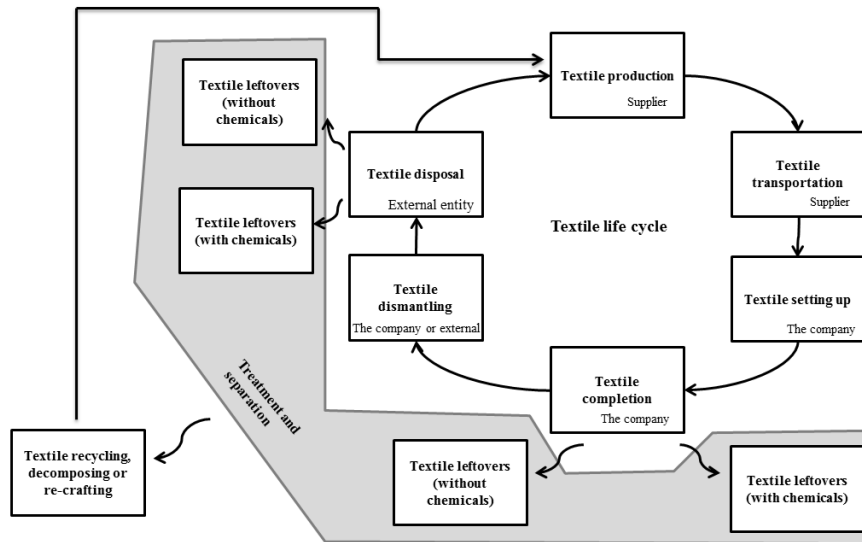 Textile production
Supplier
Textile
transportation
Supplier
Textile setting up
The company
Textile
completion
The company
Textile
dismantling
The company or external
Textile disposal
External entity
Textile life cycle
Textile leftovers
(without
chemicals)
Textile leftovers
(with chemicals)
Treatment and
separation
Textile recycling,
decomposing or
re-crafting
Textile leftovers
(without
chemicals)
Textile leftovers
(with chemicals)